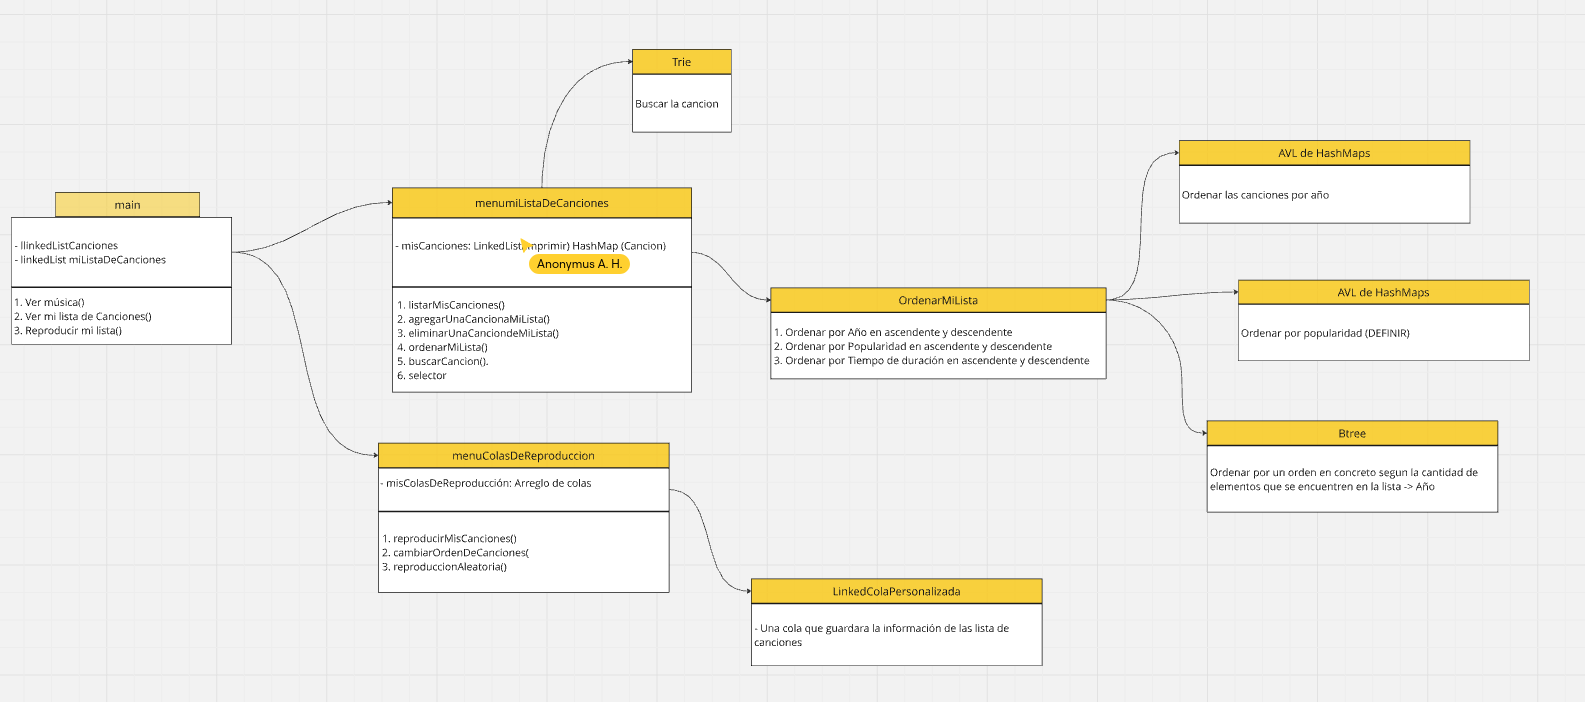 Trie
Buscar la cancion
main
- llinkedListCanciones
- linkedList miListaDeCanciones
1. Ver música()
2. Ver mi lista de Canciones()
3. Reproducir mi lista()
menumiListaDeCanciones
- misCanciones: LinkedList mprimir) HashMap (Cancion)
Anonymus A. H.
1. listarMisCanciones()
2. agregarUnaCancionaMiLista()
3. eliminarUnaCanciondeMiLista()
4. ordenarMiLista()
5. buscarCancion().
6. selector
OrdenarMiLista
1. Ordenar por Año en ascendente y descendente
2. Ordenar por Popularidad en ascendente y descendente
3. Ordenar por Tiempo de duración en ascendente y descendente
AVL de HashMaps
Ordenar las canciones por año
AVL de HashMaps
Ordenar por popularidad (DEFINIR)
Btree
Ordenar por un orden en concreto segun la cantidad de
elementos que se encuentren en la lista -> Año
menuColasDeReproduccion
- misColasDeReproducción: Arreglo de colas
1. reproducirMisCanciones()
2. cambiarOrdenDeCanciones(
3. reproduccionAleatoria()
LinkedColaPersonalizada
- Una cola que guardara la información de las lista de
canciones